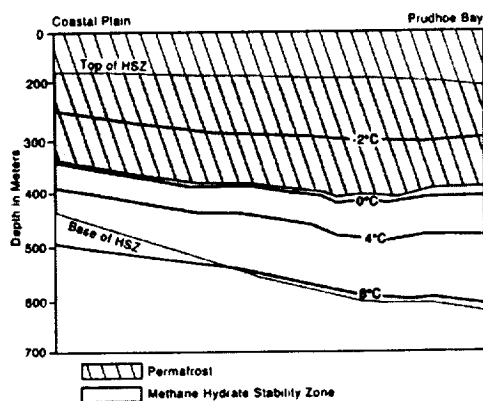 Coastal Plain Prudhoe Bay
0
Top of HSZ
200
-2°C
300
Depth in Meters
400
0°C
4°C
Base of HSZ
500
8°C
600
700
Permafrost
Methane Hydrate Stability Zone